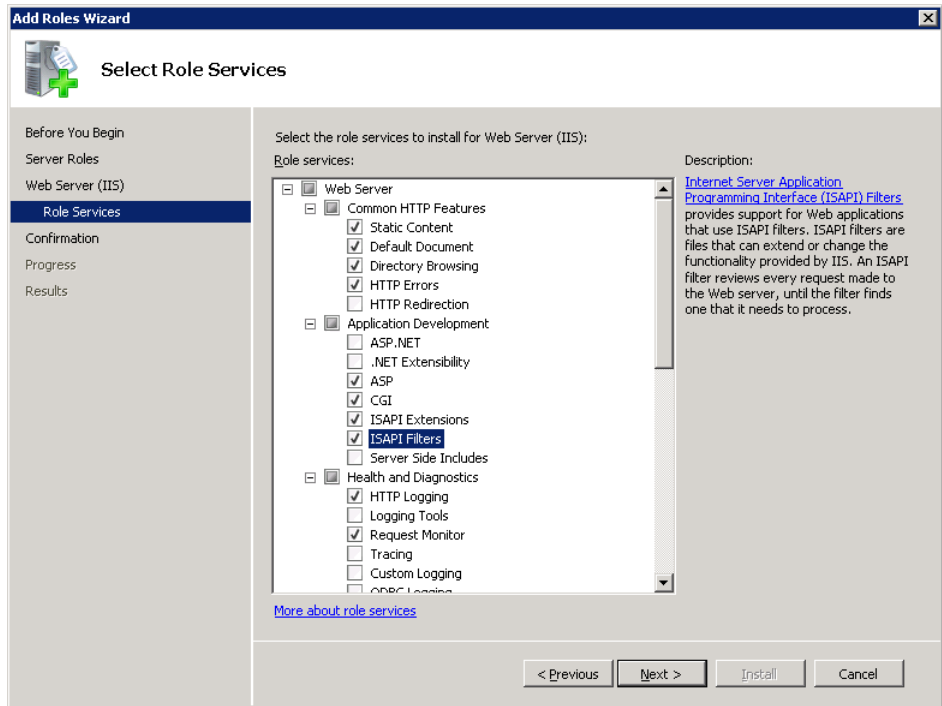 Add Roles Wizard
Select Role Services
Before You Begin
Server Roles
Web Server (IIS)
Role Services
Confirmation
Progress
Results
Select the role services to install for Web Server (IIS):
Role services:
Web Server
Common HTTP Features
Static Content
Default Document
Directory Browsing
HTTP Errors
HTTP Redirection
Application Development
ASP.NET
.NET Extensibility
ASP
CGI
ISAPI Extensions
ISAPI Filters
Server Side Includes
Health and Diagnostics
HTTP Logging
Logging Tools
Request Monitor
Tracing
Custom Logging
ODBC Logging
More about role services
Description:
Internet Server Application
Programming Interface (ISAPI) Filters
provides support for Web applications
that use ISAPI filters. ISAPI filters are
files that can extend or change the
functionality provided by IIS. An ISAPI
filter reviews every request made to
the Web server, until the filter finds
one that it needs to process.
< Previous
Next >
Install
Cancel